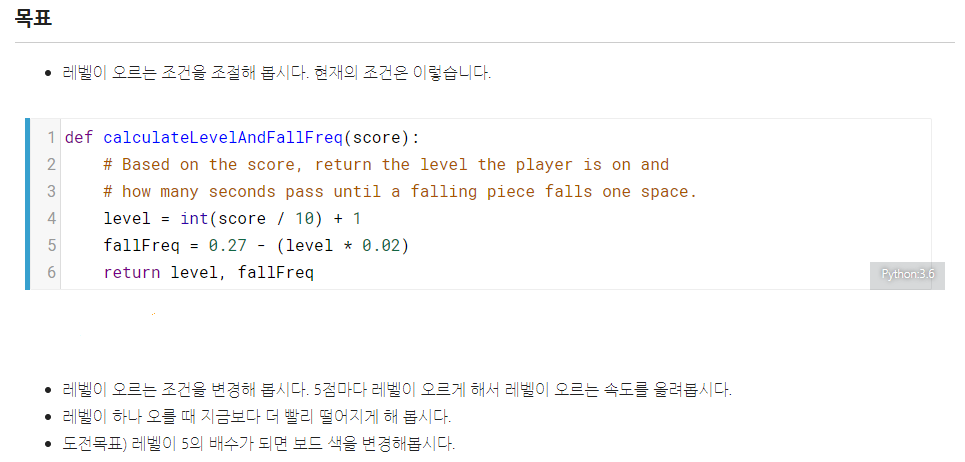 목표
레벨이 오르는 조건을 조절해 봅시다. 현재의 조건은 이렇습니다.
1 def calculateLevelAndFallFreq(score):
2     # Based on the score, return the level the player is on and
3     # how many seconds pass until a falling piece falls one space.
4     level = int(score / 10) + 1
5     fallFreq = 0.27 - (level * 0.02)
6     return level, fallFreq
Python:3.6
레벨이 오르는 조건을 변경해 봅시다. 5점마다 레벨이 오르게 해서 레벨이 오르는 속도를 올려봅시다.
레벨이 하나 오를 때 지금보다 더 빨리 떨어지게 해 봅시다.
도전목표) 레벨이 5의 배수가 되면 보드 색을 변경해봅시다.